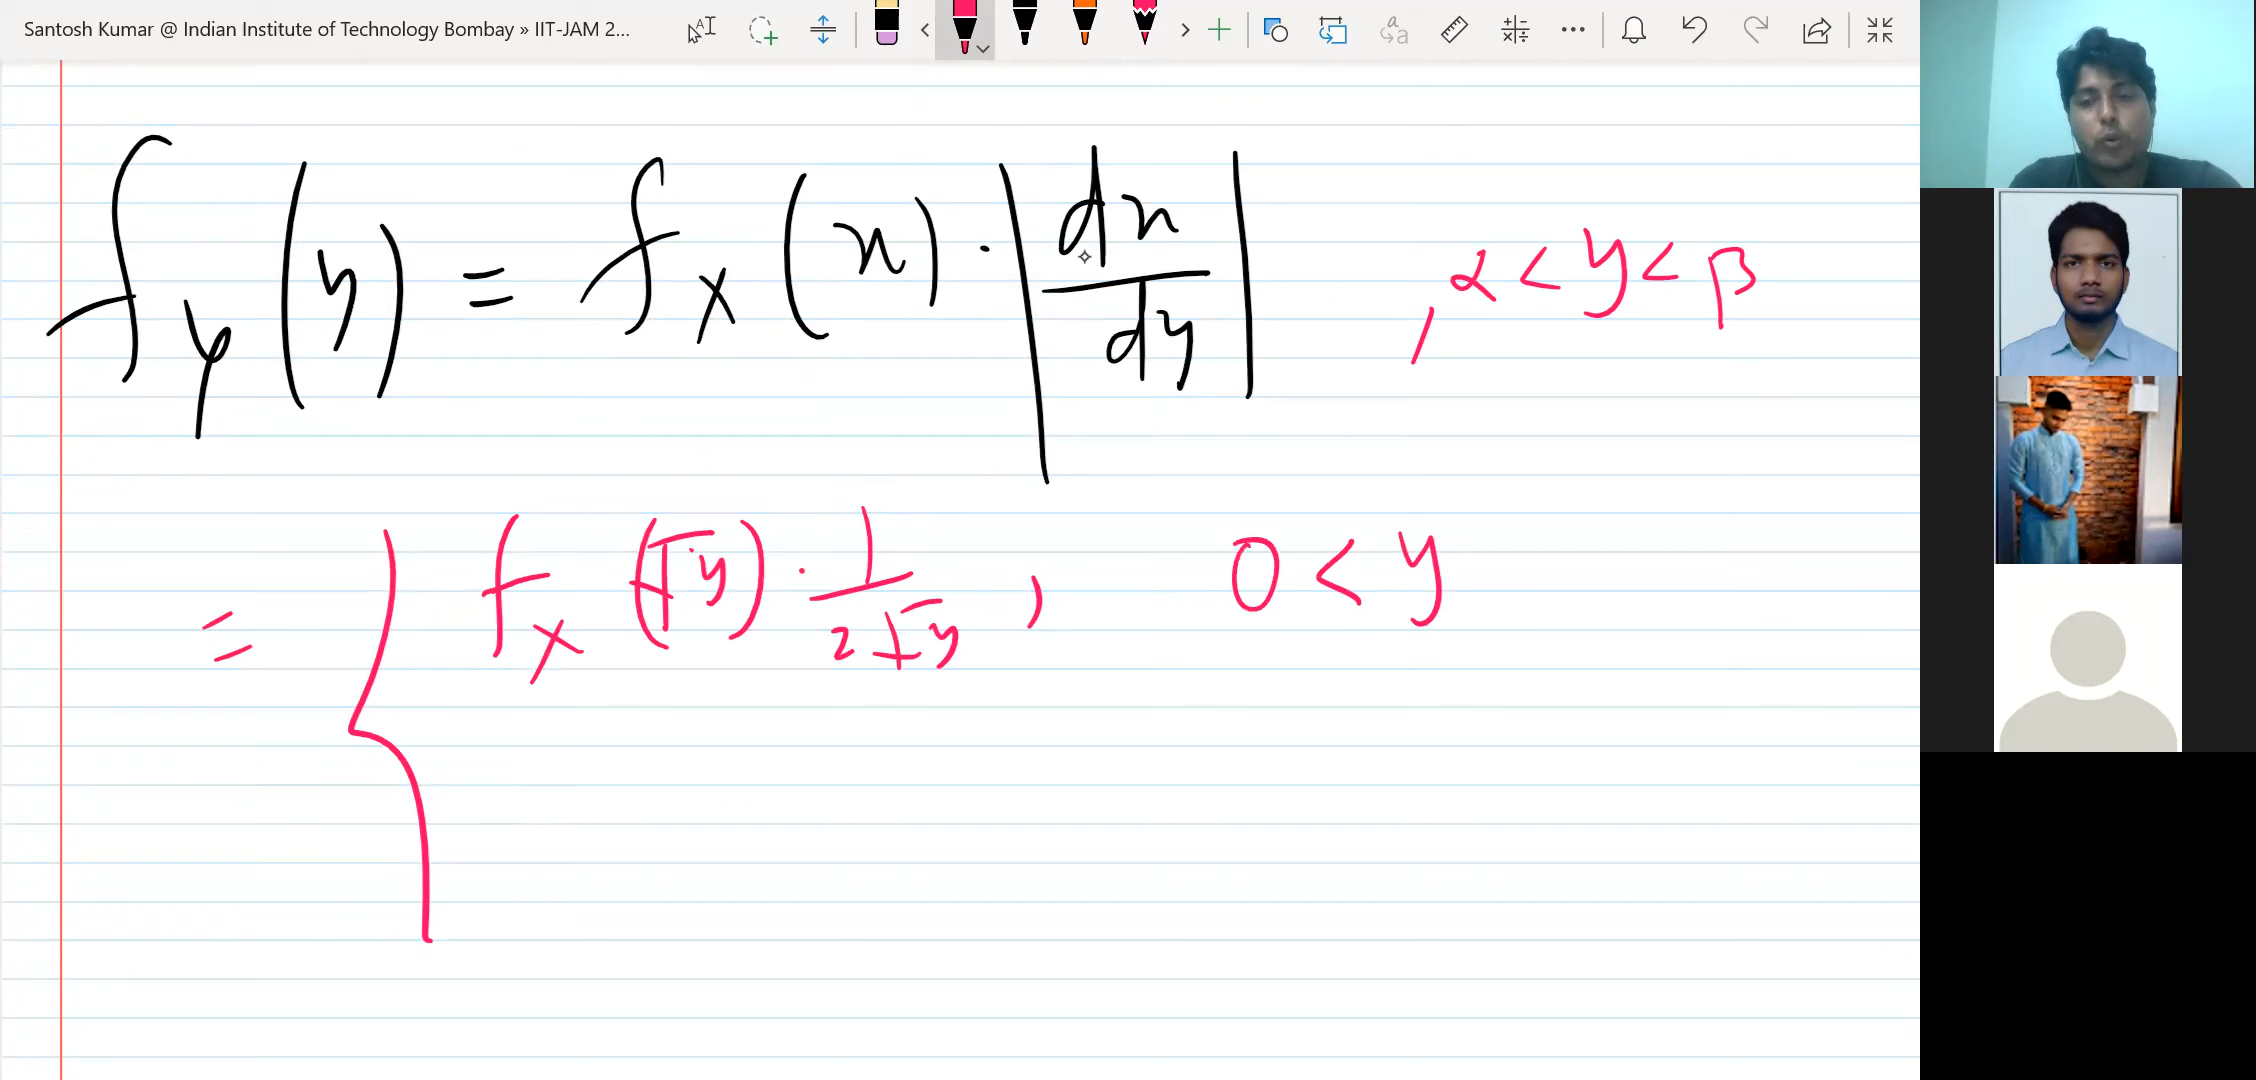 Santosh Kumar @ Indian Institute of Technology Bombay » IIT-JAM 2...
f_Y(y) = f_X(x) · |dx/dy| , α < y < β
= { f_X(√y) · 1/(2√y) , 0 < y